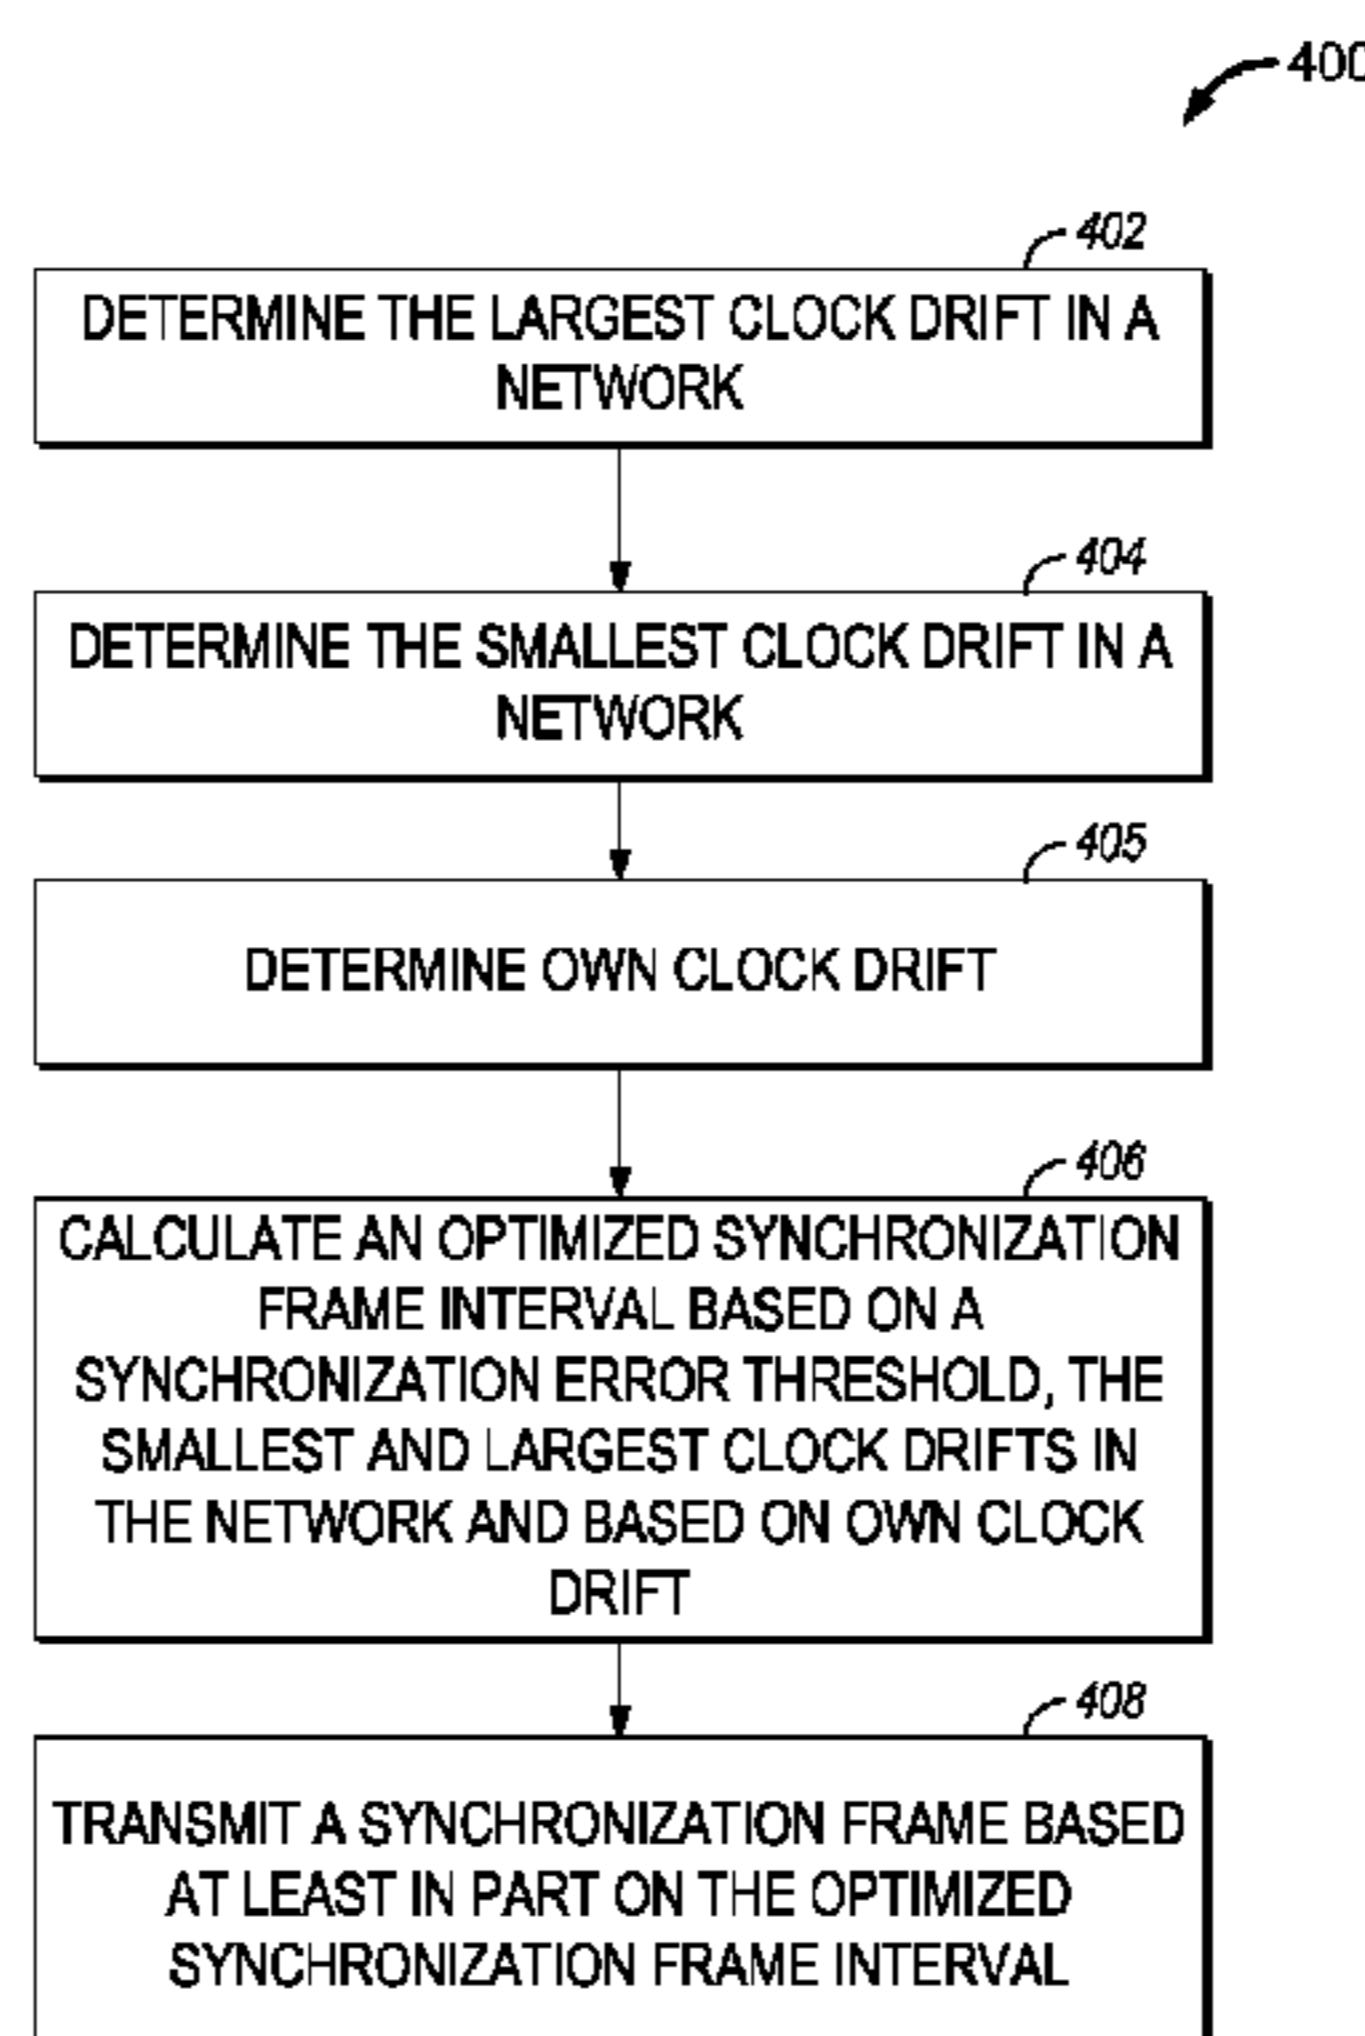 400
402
DETERMINE THE LARGEST CLOCK DRIFT IN A
NETWORK
404
DETERMINE THE SMALLEST CLOCK DRIFT IN A
NETWORK
405
DETERMINE OWN CLOCK DRIFT
406
CALCULATE AN OPTIMIZED SYNCHRONIZATION
FRAME INTERVAL BASED ON A
SYNCHRONIZATION ERROR THRESHOLD, THE
SMALLEST AND LARGEST CLOCK DRIFTS IN
THE NETWORK AND BASED ON OWN CLOCK
DRIFT
408
TRANSMIT A SYNCHRONIZATION FRAME BASED
AT LEAST IN PART ON THE OPTIMIZED
SYNCHRONIZATION FRAME INTERVAL